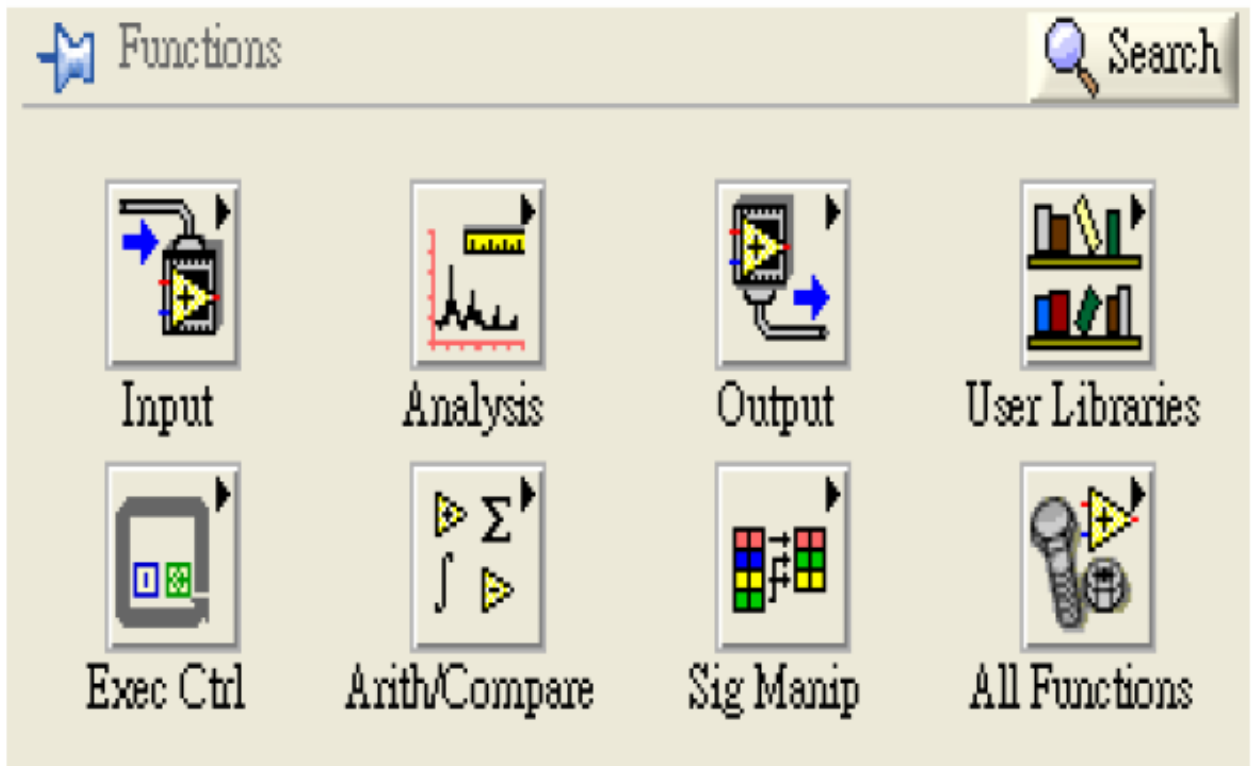 Functions
Search
Input
Analysis
Output
User Libraries
Exec Ctrl
Arith/Compare
Sig Manip
All Functions